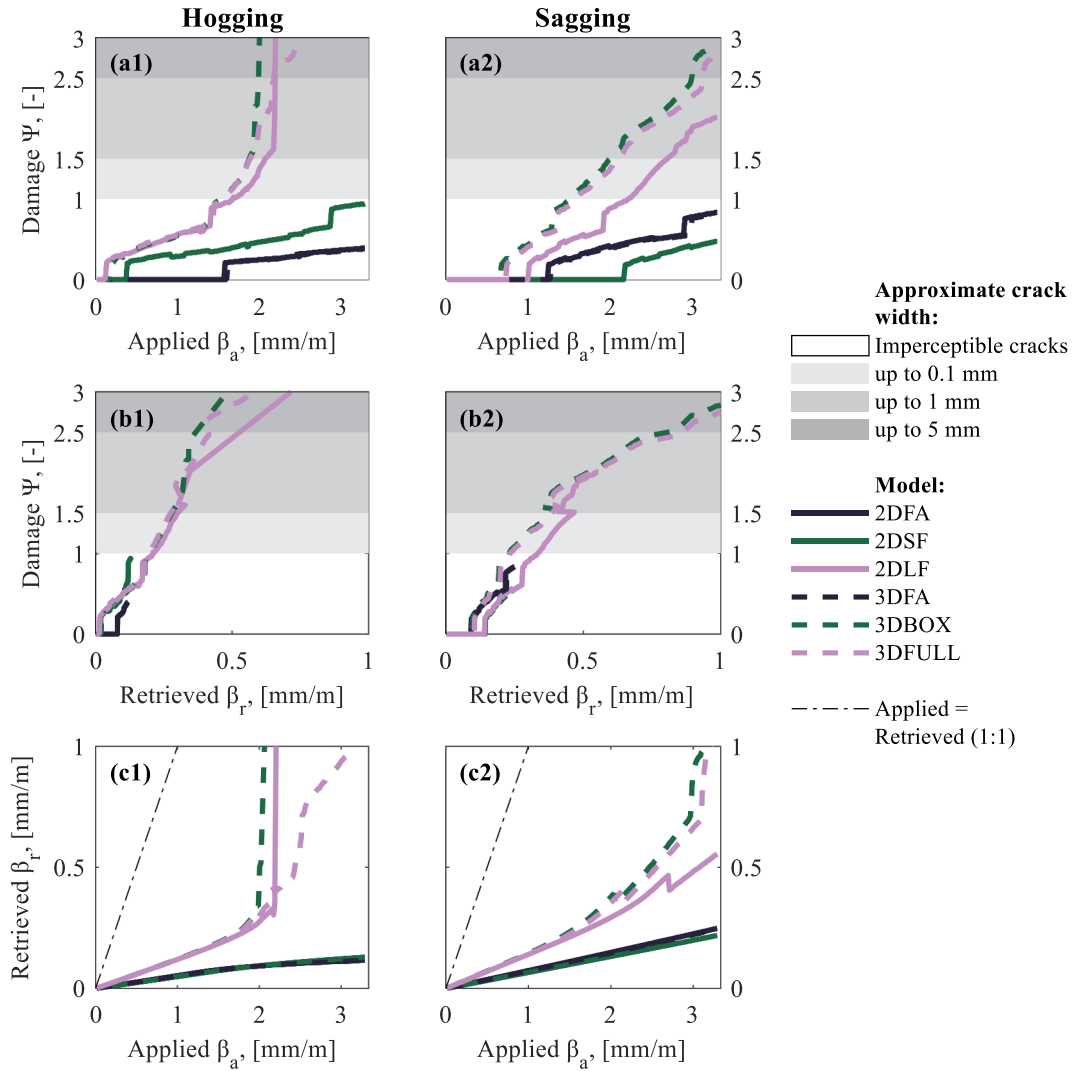 Hogging
Sagging
(a1)
(a2)
Damage Ψ, [-]
3
2.5
1.5
1
0
3
2.5
1.5
1
0
0 1 2 3
0 1 2 3
Applied βa, [mm/m]
Applied βa, [mm/m]
(b1)
(b2)
Damage Ψ, [-]
3
2.5
1.5
1
0
3
2.5
1.5
1
0
0 0.5 1
0 0.5 1
Retrieved βr, [mm/m]
Retrieved βr, [mm/m]
(c1)
(c2)
Retrieved βr, [mm/m]
1
0.5
0
1
0.5
0
0 1 2 3
0 1 2 3
Applied βa, [mm/m]
Applied βa, [mm/m]
Approximate crack
width:
Imperceptible cracks
up to 0.1 mm
up to 1 mm
up to 5 mm
Model:
2DFA
2DSF
2DLF
3DFA
3DBOX
3DFULL
Applied =
Retrieved (1:1)